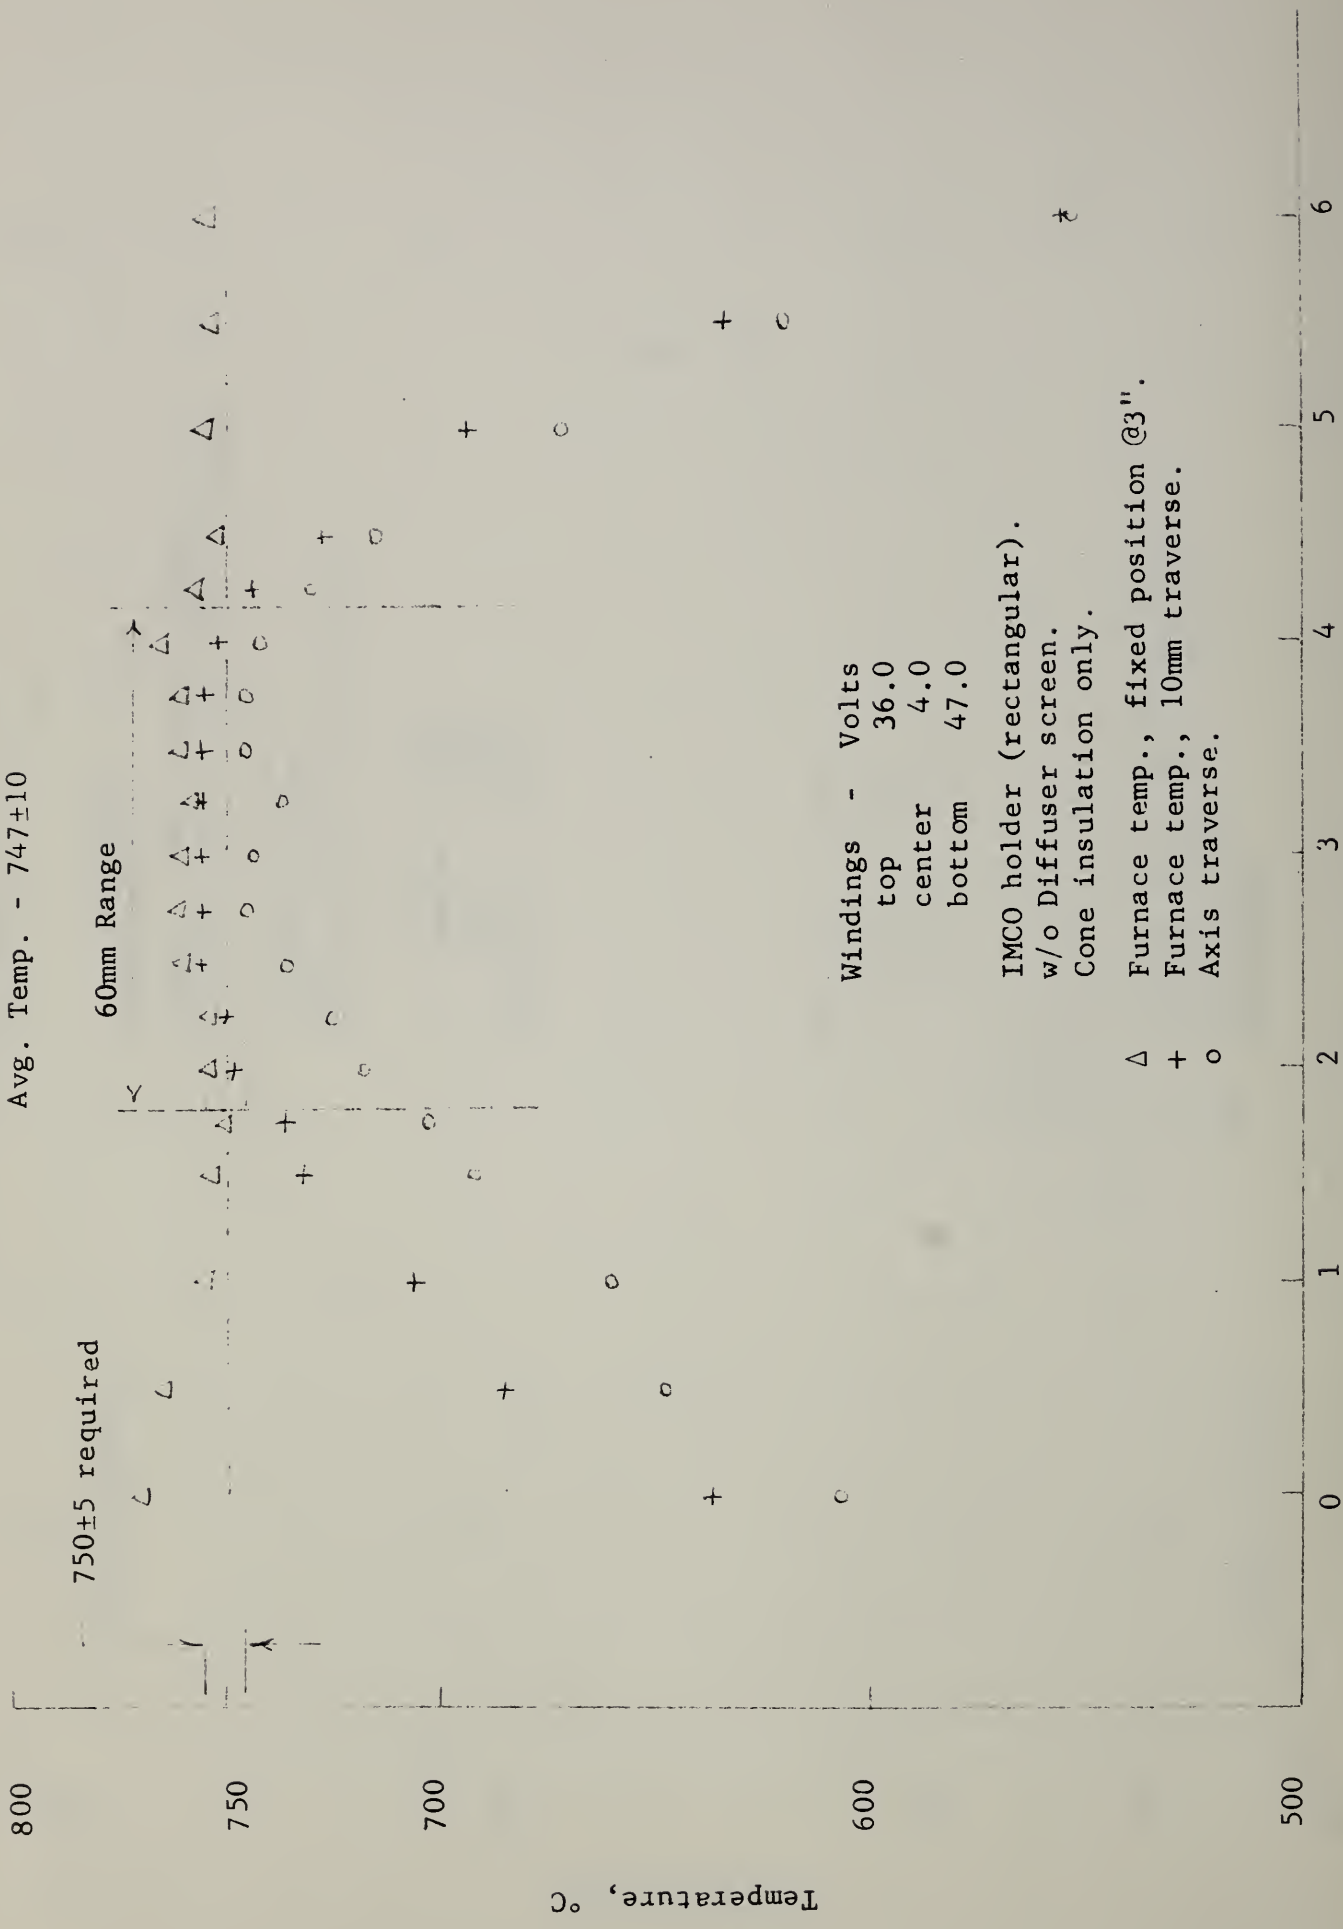 Avg. Temp. - 747±10
60mm Range
750±5 required
800
750
700
600
500
Temperature, °C
Windings - Volts
top 36.0
center 4.0
bottom 47.0
IMCO holder (rectangular).
w/o Diffuser screen.
Cone insulation only.
Δ Furnace temp., fixed position @3".
+ Furnace temp., 10mm traverse.
o Axis traverse.
0 1 2 3 4 5 6